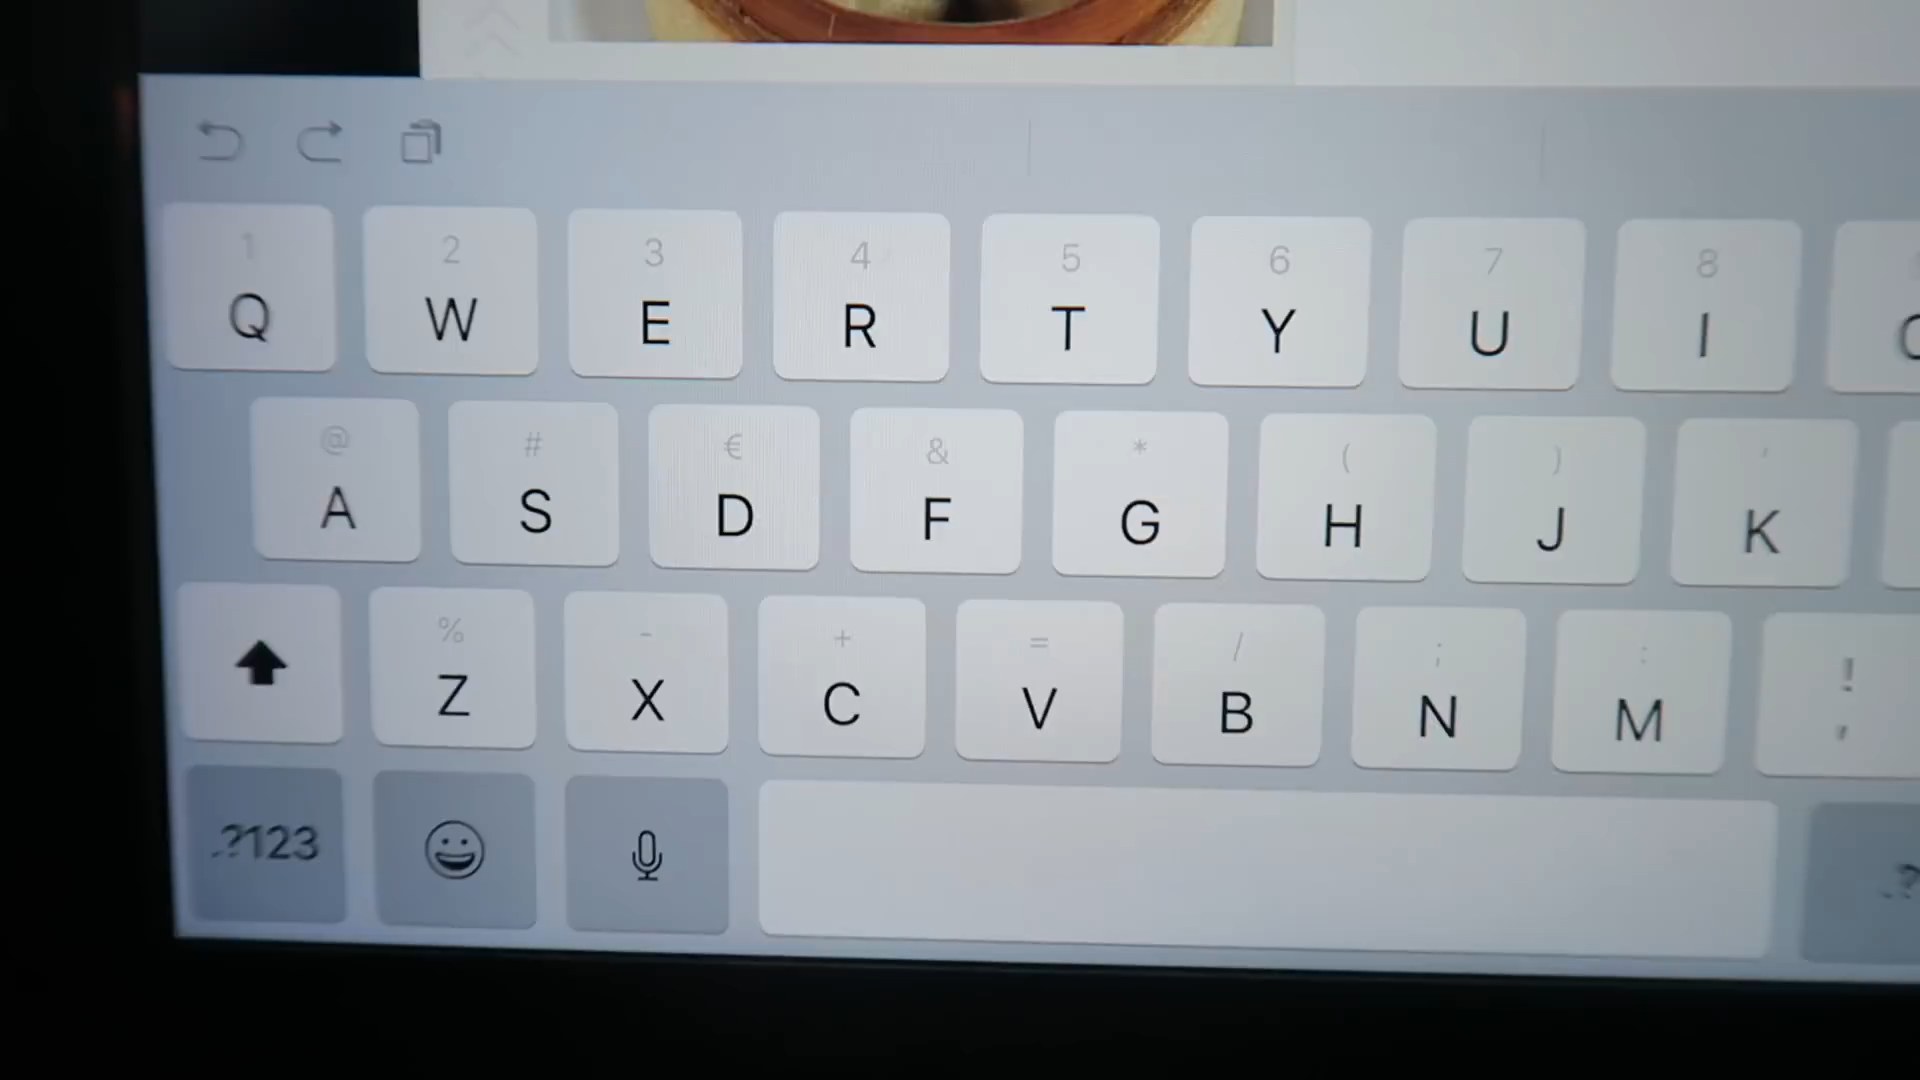 1 2 3 4 5 6 7 8
Q W E R T Y U I
@ # € & * ( ) '
A S D F G H J K
% - + = / ; : !
Z X C V B N M ,
.?123 .?